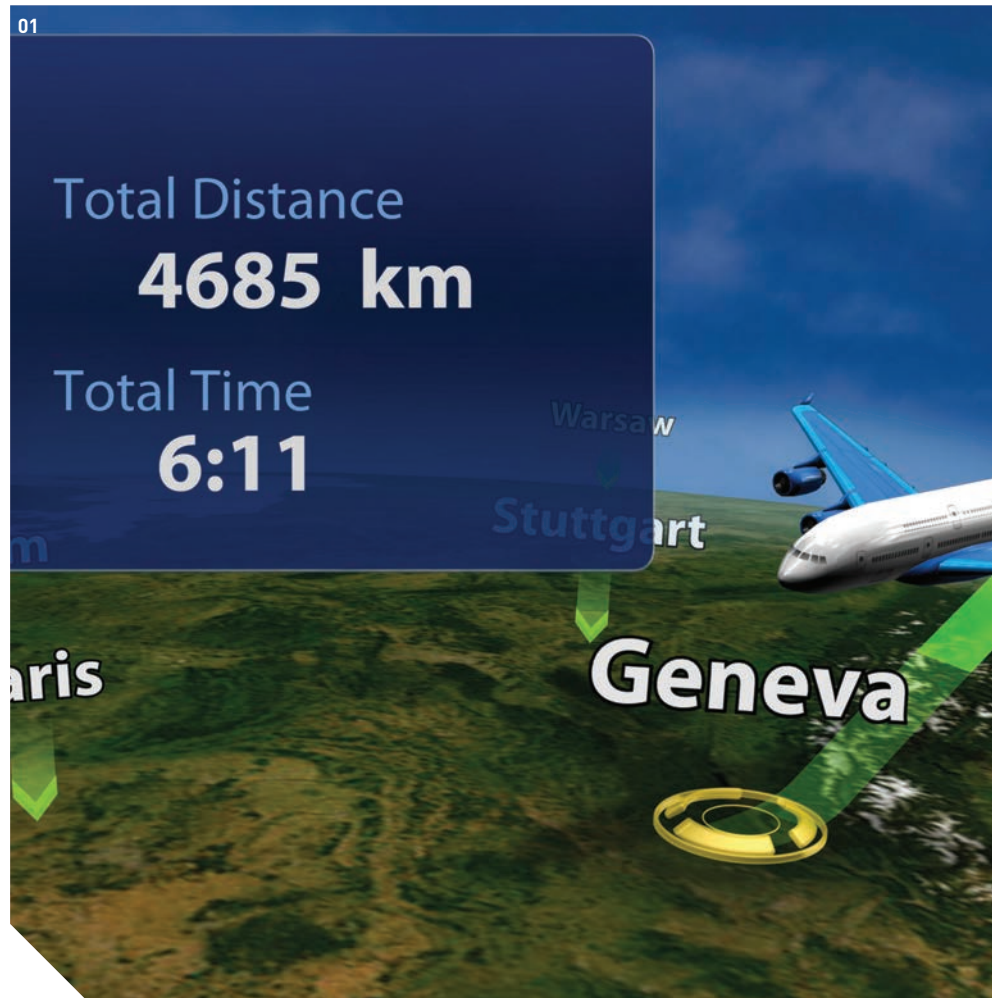 01
Total Distance
4685 km
Total Time
6:11
Warsaw
Stuttgart
m
aris
Geneva